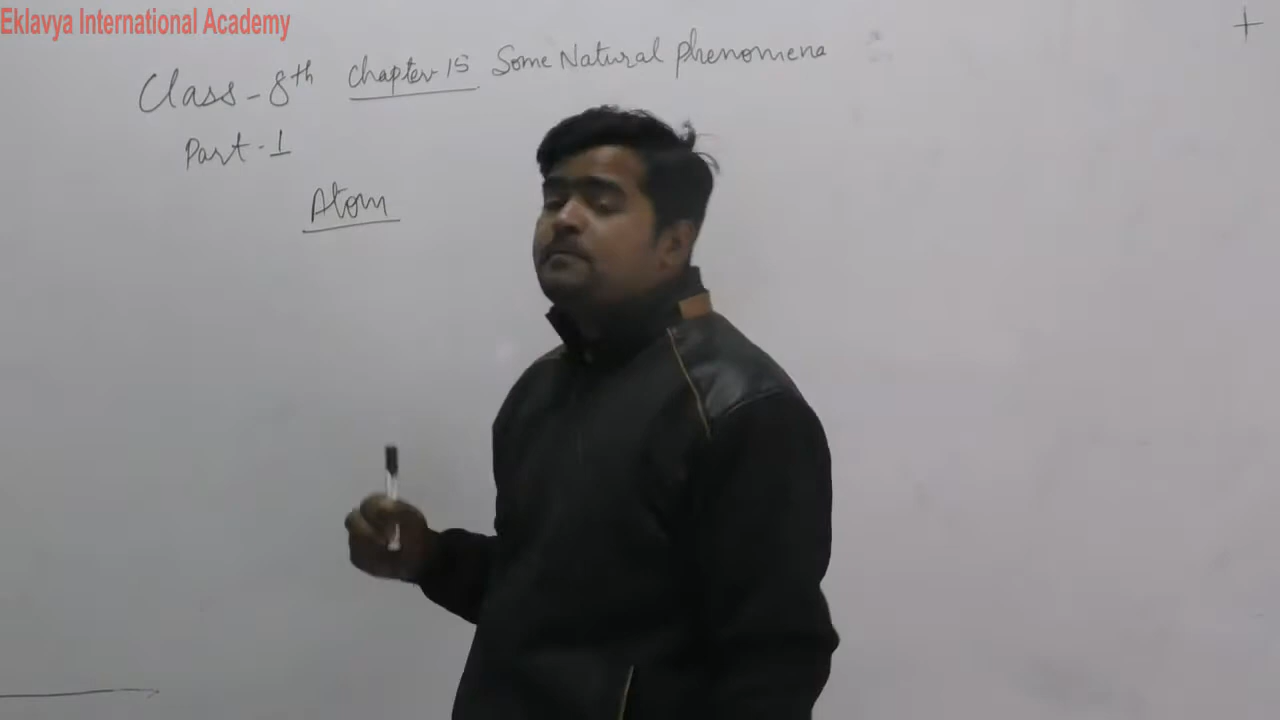 Eklavya International Academy
Class - 8th Chapter 15 Some Natural Phenomena
Part - 1
Atom
+